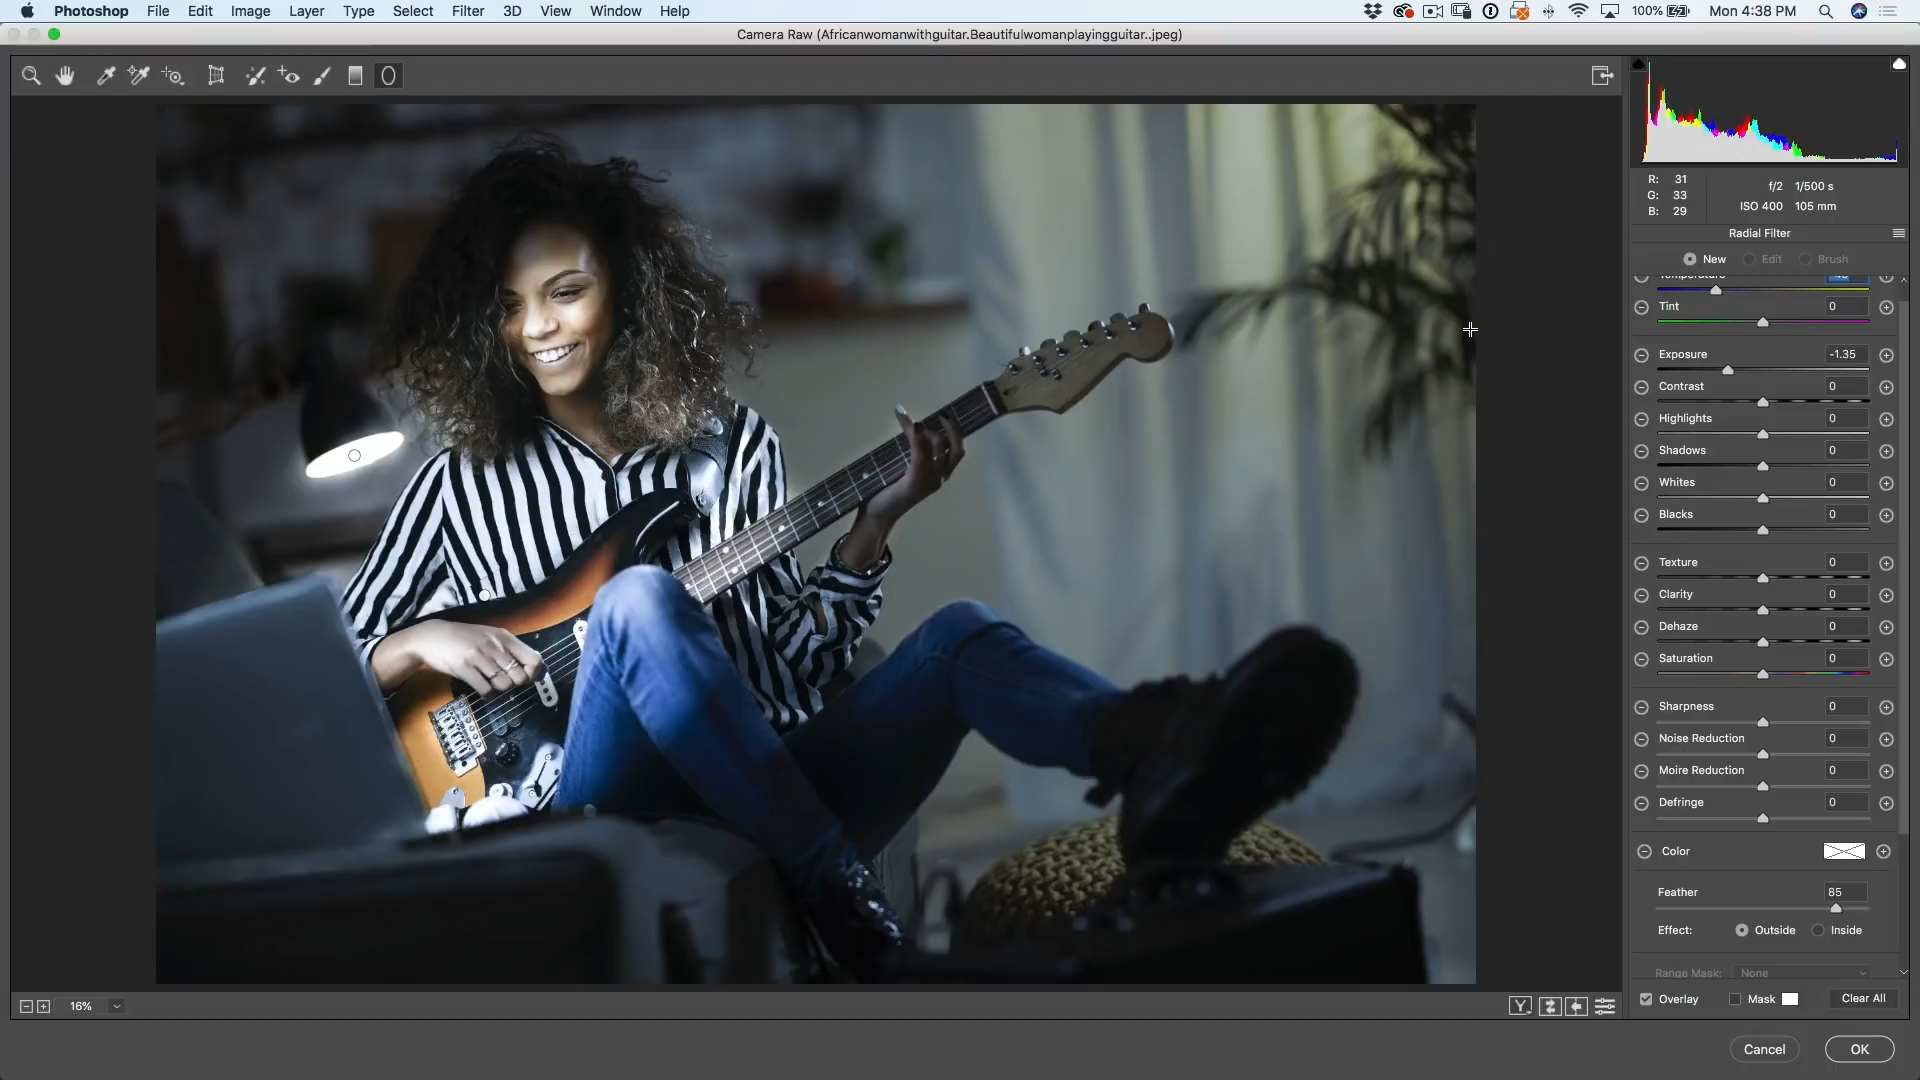 Photoshop File Edit Image Layer Type Select Filter 3D View Window Help 100% Mon 4:38 PM
Camera Raw (Africanwomanwithguitar.Beautifulwomanplayingguitar..jpeg)
R: 31
G: 33
B: 29
f/2 1/500 s
ISO 400 105 mm
Radial Filter
New Edit Brush
Temperature
Tint 0
Exposure -1.35
Contrast 0
Highlights 0
Shadows 0
Whites 0
Blacks 0
Texture 0
Clarity 0
Dehaze 0
Saturation 0
Sharpness 0
Noise Reduction 0
Moire Reduction 0
Defringe 0
Color
Feather 85
Effect: Outside Inside
Range Mask: None
Overlay Mask Clear All
16% Y
Cancel OK